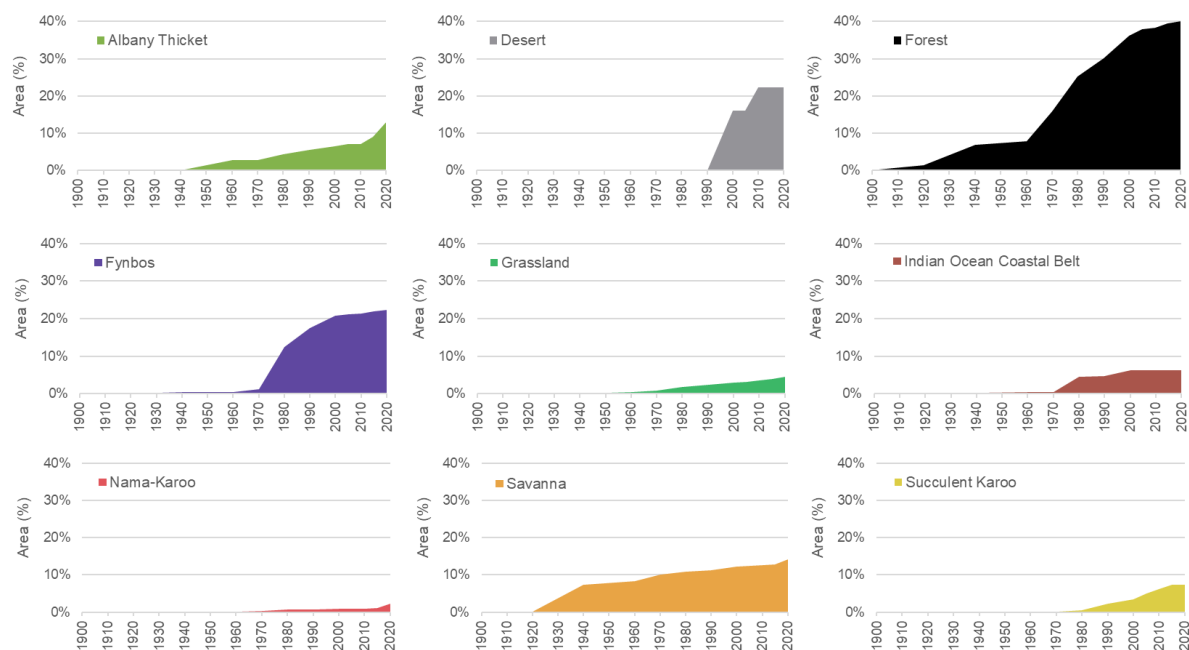 Albany Thicket
Area (%)
40%
30%
20%
10%
0%
1900 1910 1920 1930 1940 1950 1960 1970 1980 1990 2000 2010 2020
Desert
Area (%)
40%
30%
20%
10%
0%
1900 1910 1920 1930 1940 1950 1960 1970 1980 1990 2000 2010 2020
Forest
Area (%)
40%
30%
20%
10%
0%
1900 1910 1920 1930 1940 1950 1960 1970 1980 1990 2000 2010 2020
Fynbos
Area (%)
40%
30%
20%
10%
0%
1900 1910 1920 1930 1940 1950 1960 1970 1980 1990 2000 2010 2020
Grassland
Area (%)
40%
30%
20%
10%
0%
1900 1910 1920 1930 1940 1950 1960 1970 1980 1990 2000 2010 2020
Indian Ocean Coastal Belt
Area (%)
40%
30%
20%
10%
0%
1900 1910 1920 1930 1940 1950 1960 1970 1980 1990 2000 2010 2020
Nama-Karoo
Area (%)
40%
30%
20%
10%
0%
1900 1910 1920 1930 1940 1950 1960 1970 1980 1990 2000 2010 2020
Savanna
Area (%)
40%
30%
20%
10%
0%
1900 1910 1920 1930 1940 1950 1960 1970 1980 1990 2000 2010 2020
Succulent Karoo
Area (%)
40%
30%
20%
10%
0%
1900 1910 1920 1930 1940 1950 1960 1970 1980 1990 2000 2010 2020